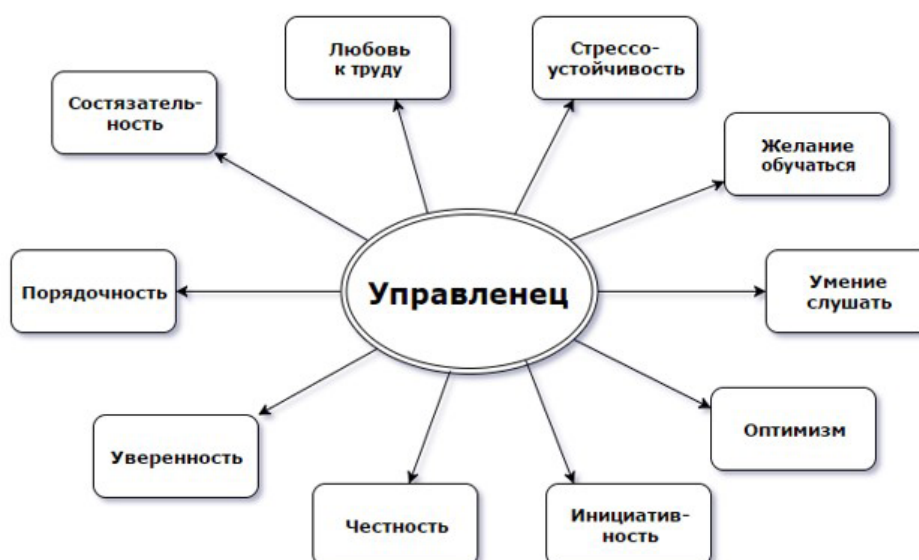 Любовь
к труду
Стрессо-
устойчивость
Состязатель-
ность
Желание
обучаться
Порядочность
Управленец
Умение
слушать
Уверенность
Оптимизм
Честность
Инициатив-
ность